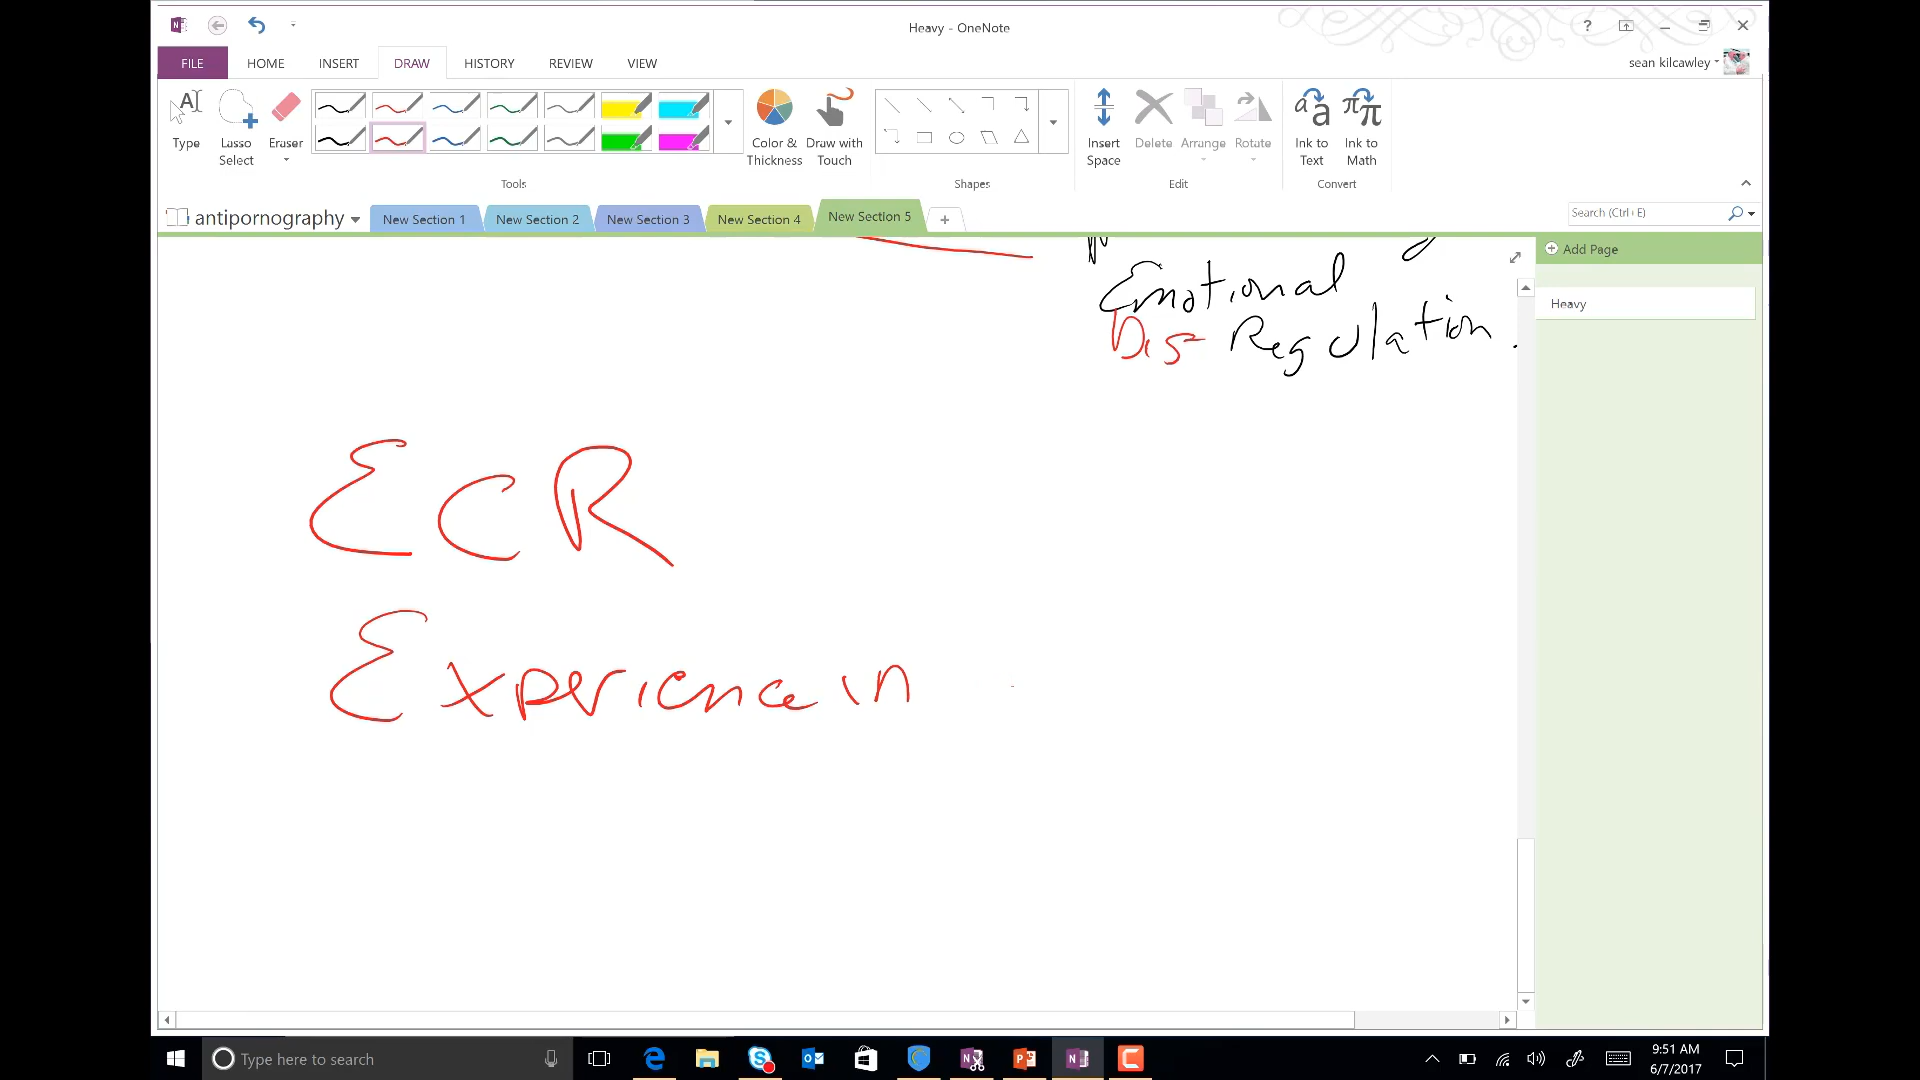 Heavy - OneNote
?
FILE HOME INSERT DRAW HISTORY REVIEW VIEW
sean kilcawley
Type
Lasso Select
Eraser
Color & Thickness
Draw with Touch
Insert Space
Delete
Arrange
Rotate
Ink to Text
Ink to Math
Tools
Shapes
Edit
Convert
antipornography New Section 1 New Section 2 New Section 3 New Section 4 New Section 5
Search (Ctrl+E)
Add Page
Heavy
Emotional
Dis- Regulation.
ECR
Experience in
Type here to search
9:51 AM
6/7/2017